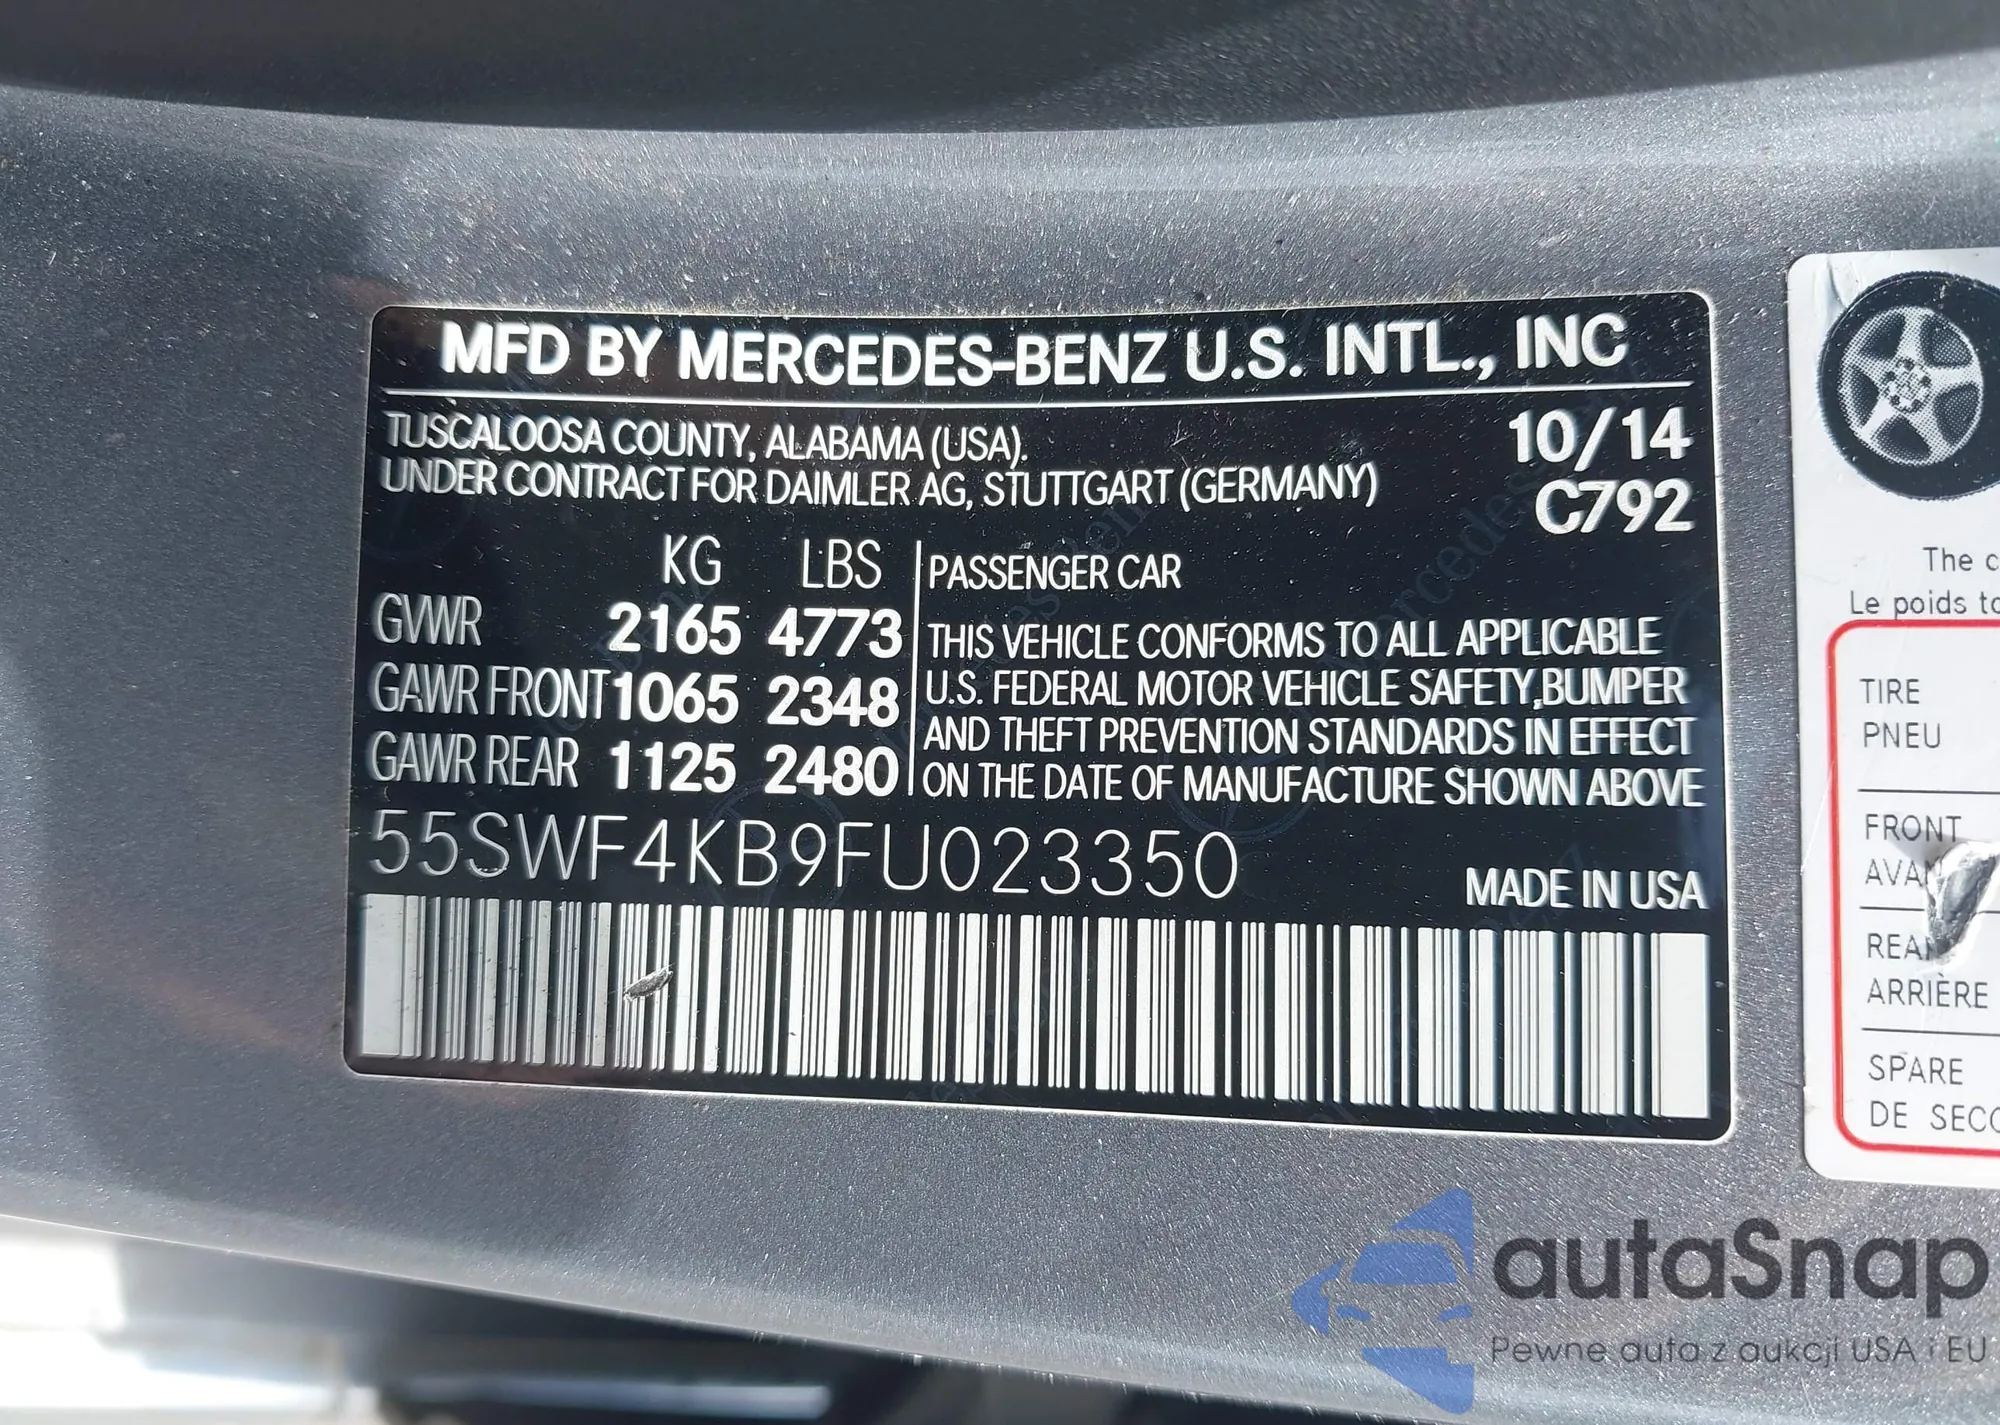 MFD BY MERCEDES-BENZ U.S. INTL., INC
TUSCALOOSA COUNTY, ALABAMA (USA). 10/14
UNDER CONTRACT FOR DAIMLER AG, STUTTGART (GERMANY) C792
KG LBS
GVWR 2165 4773
GAWR FRONT 1065 2348
GAWR REAR 1125 2480
PASSENGER CAR
THIS VEHICLE CONFORMS TO ALL APPLICABLE
U.S. FEDERAL MOTOR VEHICLE SAFETY,BUMPER
AND THEFT PREVENTION STANDARDS IN EFFECT
ON THE DATE OF MANUFACTURE SHOWN ABOVE
55SWF4KB9FU023350
MADE IN USA
The
Le poids
TIRE
PNEU
FRONT
REAR
ARRIÈRE
SPARE
DE
autaSnap
Pewne auta z aukcji USA i EU